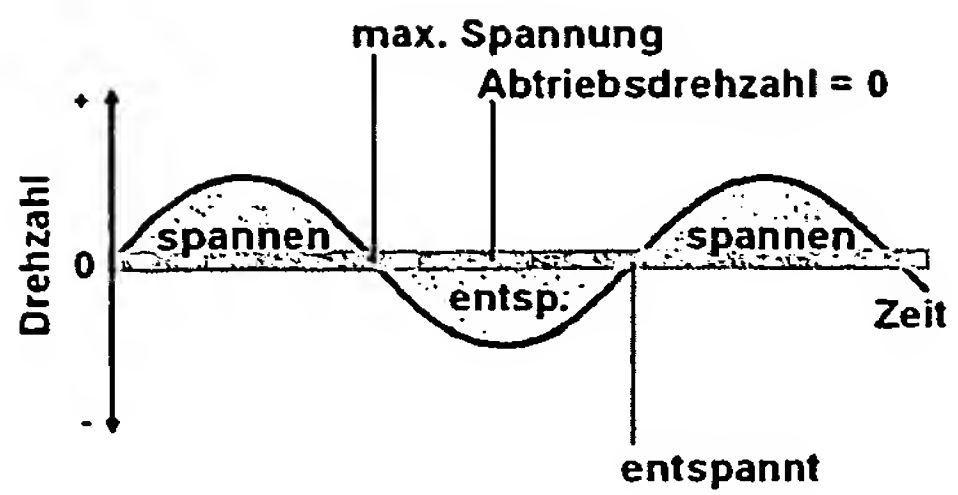 max. Spannung
Abtriebsdrehzahl = 0
+
Drehzahl
spannen
spannen
0
entsp.
Zeit
-
entspannt